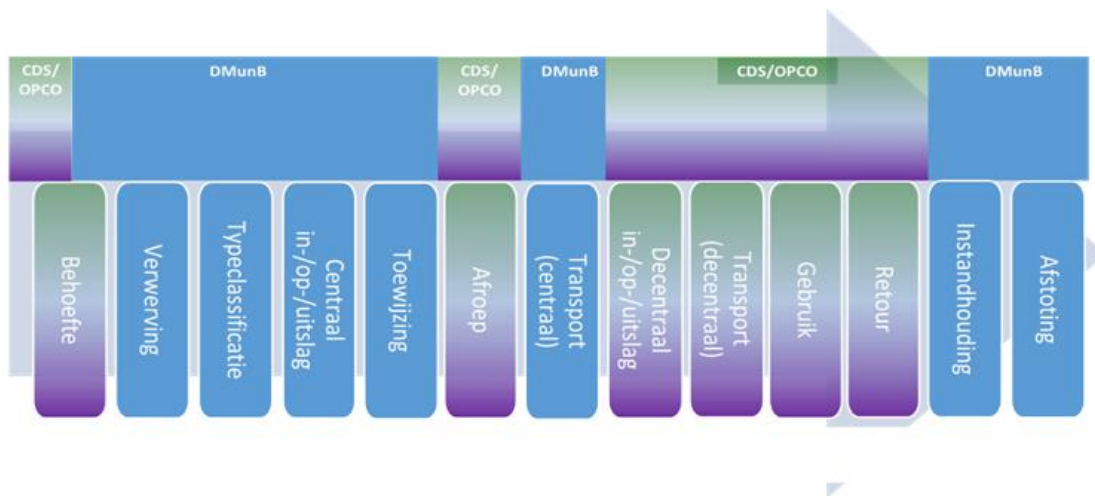 CDS/
OPCO
DMunB
CDS/
OPCO
DMunB
CDS/OPCO
DMunB
Behoefte
Verwerving
Typeclassificatie
Centraal
in-/op-/uitslag
Toewijzing
Afroep
Transport
(centraal)
Decentraal
in-/op-/uitslag
Transport
(decentraal)
Gebruik
Retour
Instandhouding
Afstoting